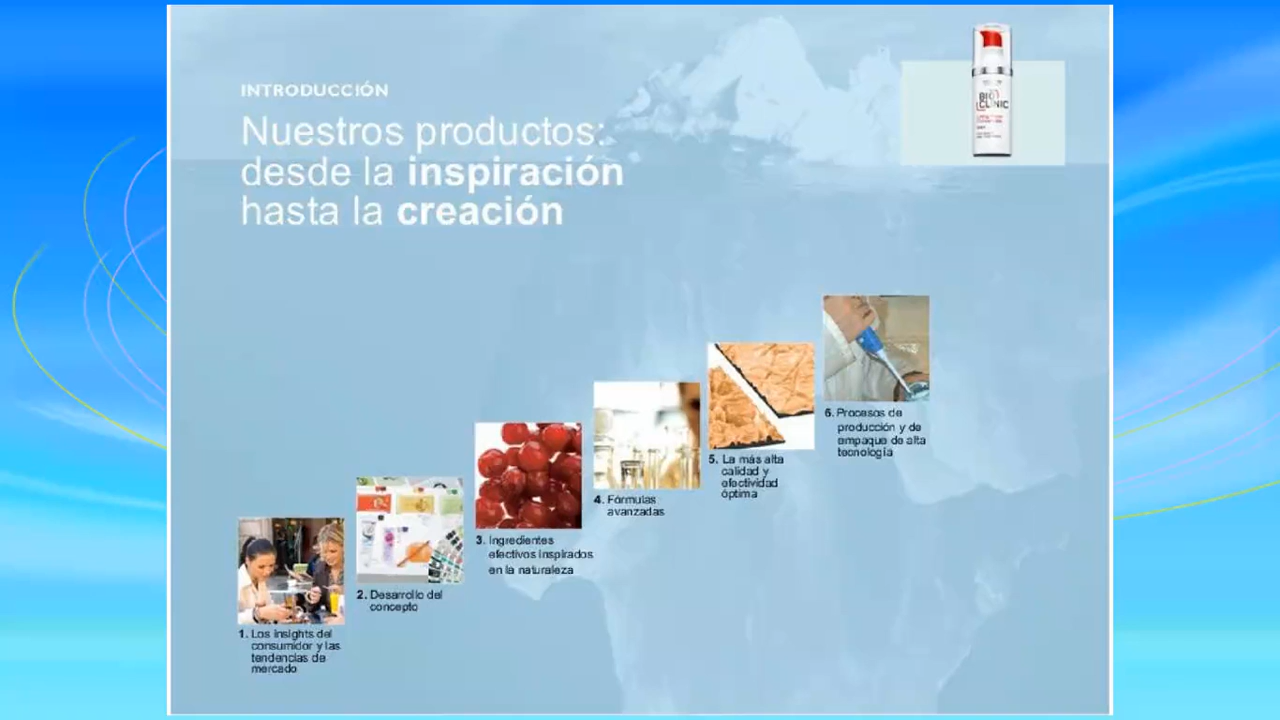 INTRODUCCIÓN
Nuestros productos:
desde la inspiración
hasta la creación
BIO
CLINIC
6. Procesos de
producción y de
empaque de alta
tecnología
5. La más alta
calidad y
efectividad
óptima
4. Fórmulas
avanzadas
3. Ingredientes
efectivos inspirados
en la naturaleza
2. Desarrollo del
concepto
1. Los insights del
consumidor y las
tendencias de
mercado